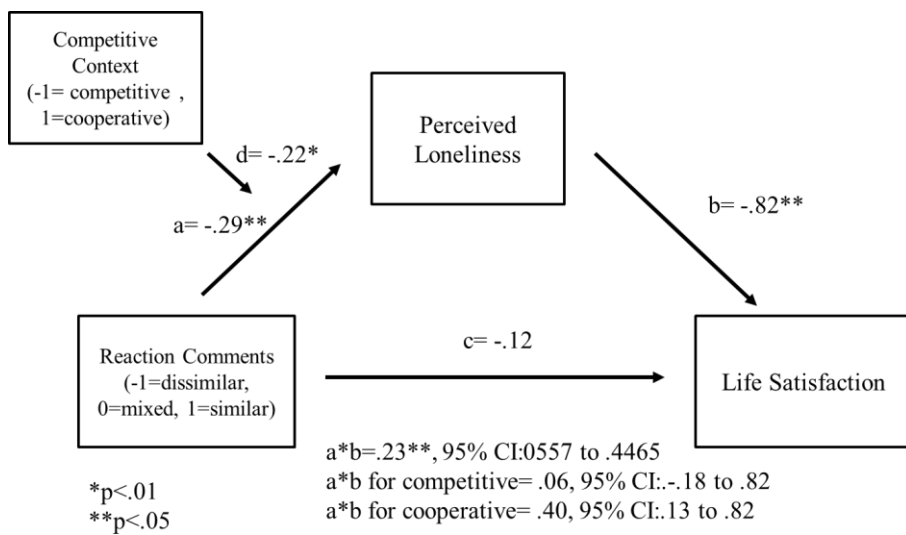 Competitive
Context
(-1= competitive ,
1=cooperative)
Perceived
Loneliness
d= -.22*
a= -.29**
b= -.82**
c= -.12
Reaction Comments
(-1=dissimilar,
0=mixed, 1=similar)
Life Satisfaction
a*b=.23**, 95% CI:0557 to .4465
a*b for competitive= .06, 95% CI:.-.18 to .82
a*b for cooperative= .40, 95% CI:.13 to .82
*p<.01
**p<.05